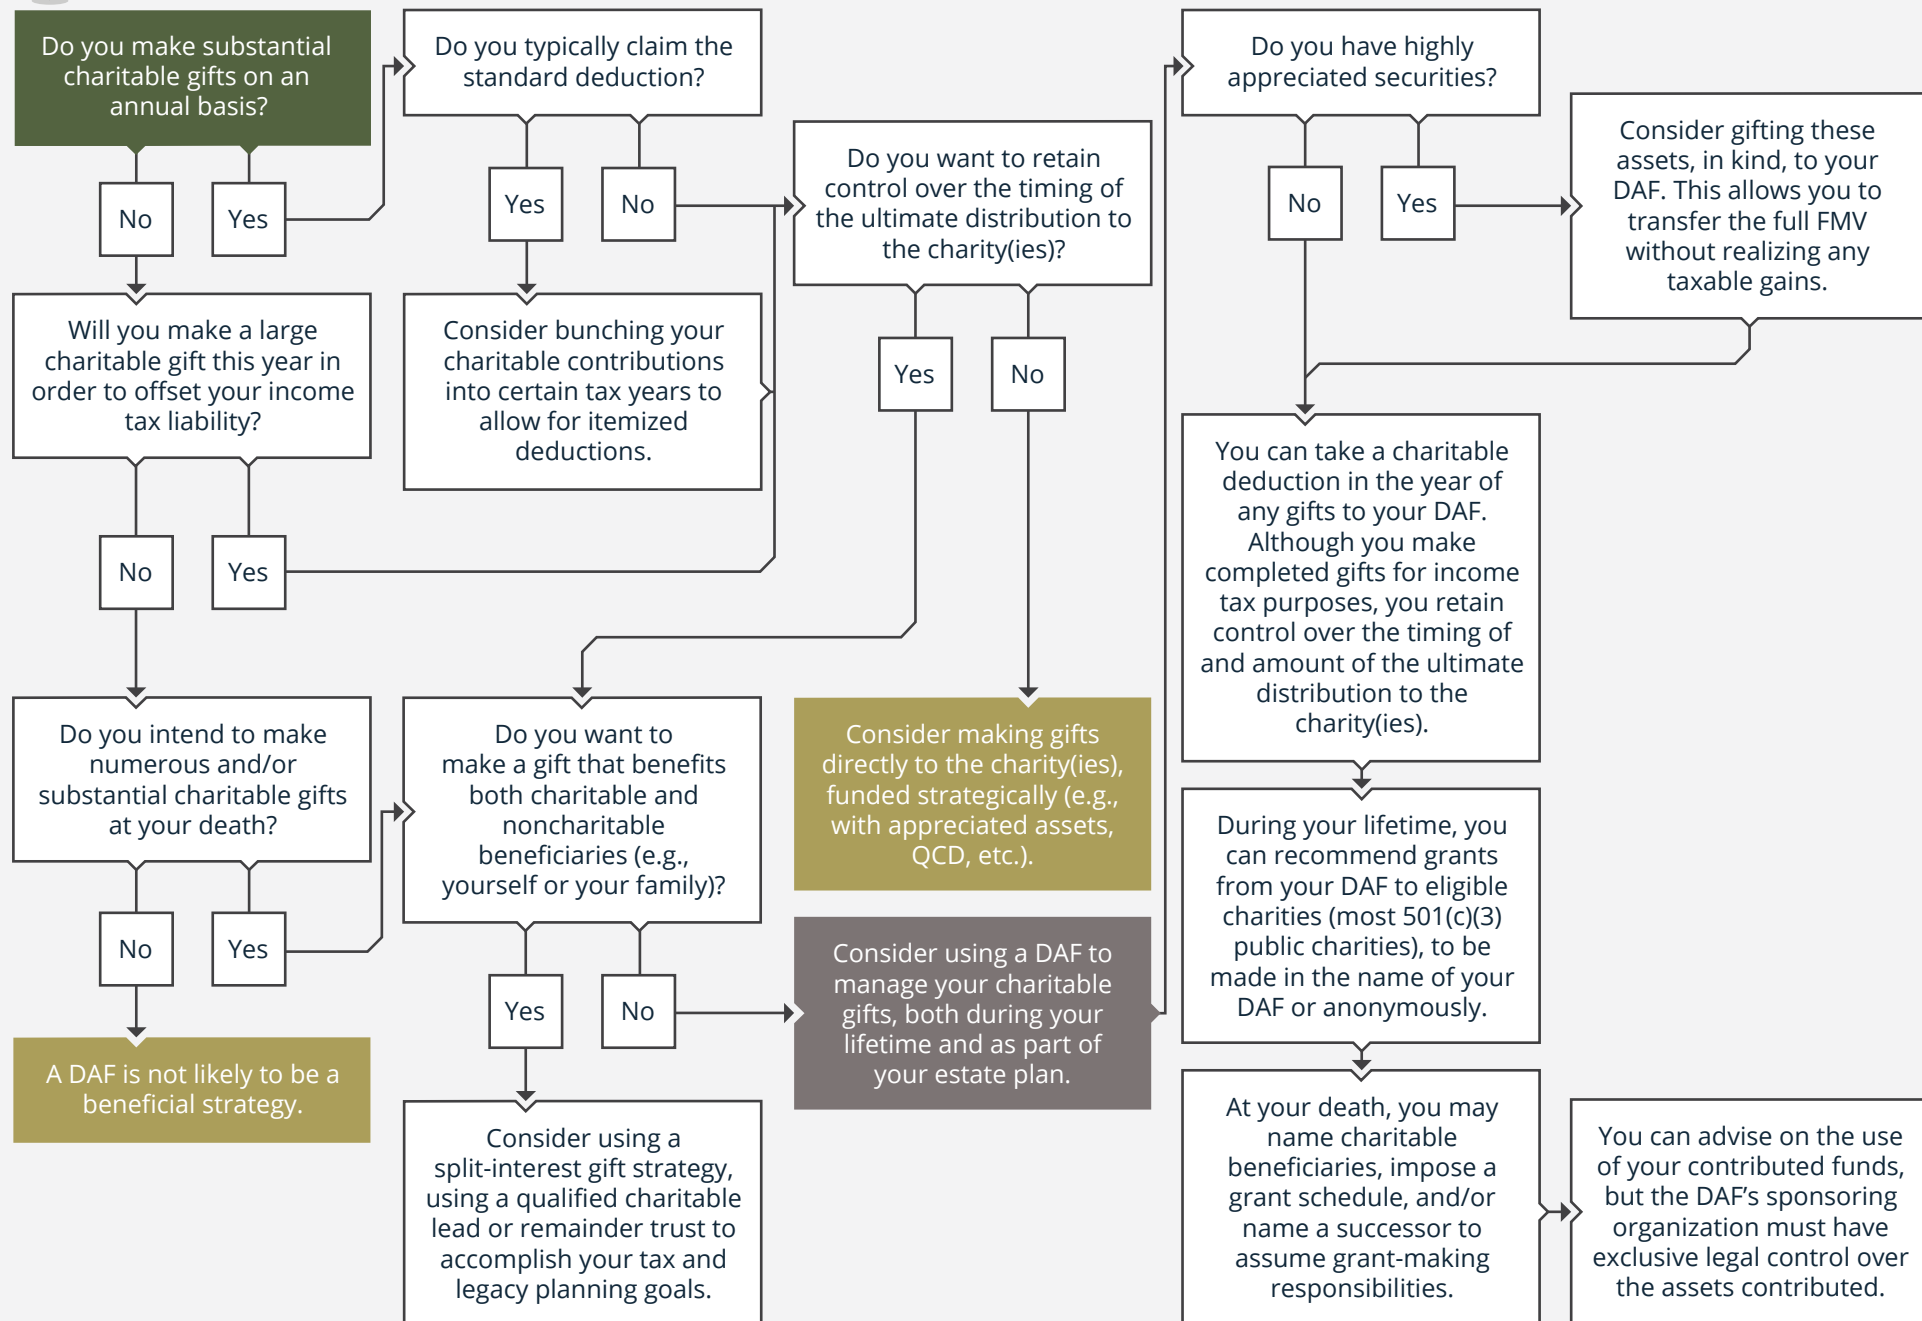 Do you make substantial
charitable gifts on an
annual basis?
No
Yes
Will you make a large
charitable gift this year in
order to offset your income
tax liability?
No
Yes
Do you intend to make
numerous and/or
substantial charitable gifts
at your death?
No
Yes
A DAF is not likely to be a
beneficial strategy.
Do you typically claim the
standard deduction?
Yes
No
Consider bunching your
charitable contributions
into certain tax years to
allow for itemized
deductions.
Do you want to retain
control over the timing of
the ultimate distribution to
the charity(ies)?
Yes
No
Do you want to
make a gift that benefits
both charitable and
noncharitable
beneficiaries (e.g.,
yourself or your family)?
Yes
No
Consider using a
split-interest gift strategy,
using a qualified charitable
lead or remainder trust to
accomplish your tax and
legacy planning goals.
Consider making gifts
directly to the charity(ies),
funded strategically (e.g.,
with appreciated assets,
QCD, etc.).
Consider using a DAF to
manage your charitable
gifts, both during your
lifetime and as part of
your estate plan.
Do you have highly
appreciated securities?
No
Yes
Consider gifting these
assets, in kind, to your
DAF. This allows you to
transfer the full FMV
without realizing any
taxable gains.
You can take a charitable
deduction in the year of
any gifts to your DAF.
Although you make
completed gifts for income
tax purposes, you retain
control over the timing of
and amount of the ultimate
distribution to the
charity(ies).
During your lifetime, you
can recommend grants
from your DAF to eligible
charities (most 501(c)(3)
public charities), to be
made in the name of your
DAF or anonymously.
At your death, you may
name charitable
beneficiaries, impose a
grant schedule, and/or
name a successor to
assume grant-making
responsibilities.
You can advise on the use
of your contributed funds,
but the DAF’s sponsoring
organization must have
exclusive legal control over
the assets contributed.